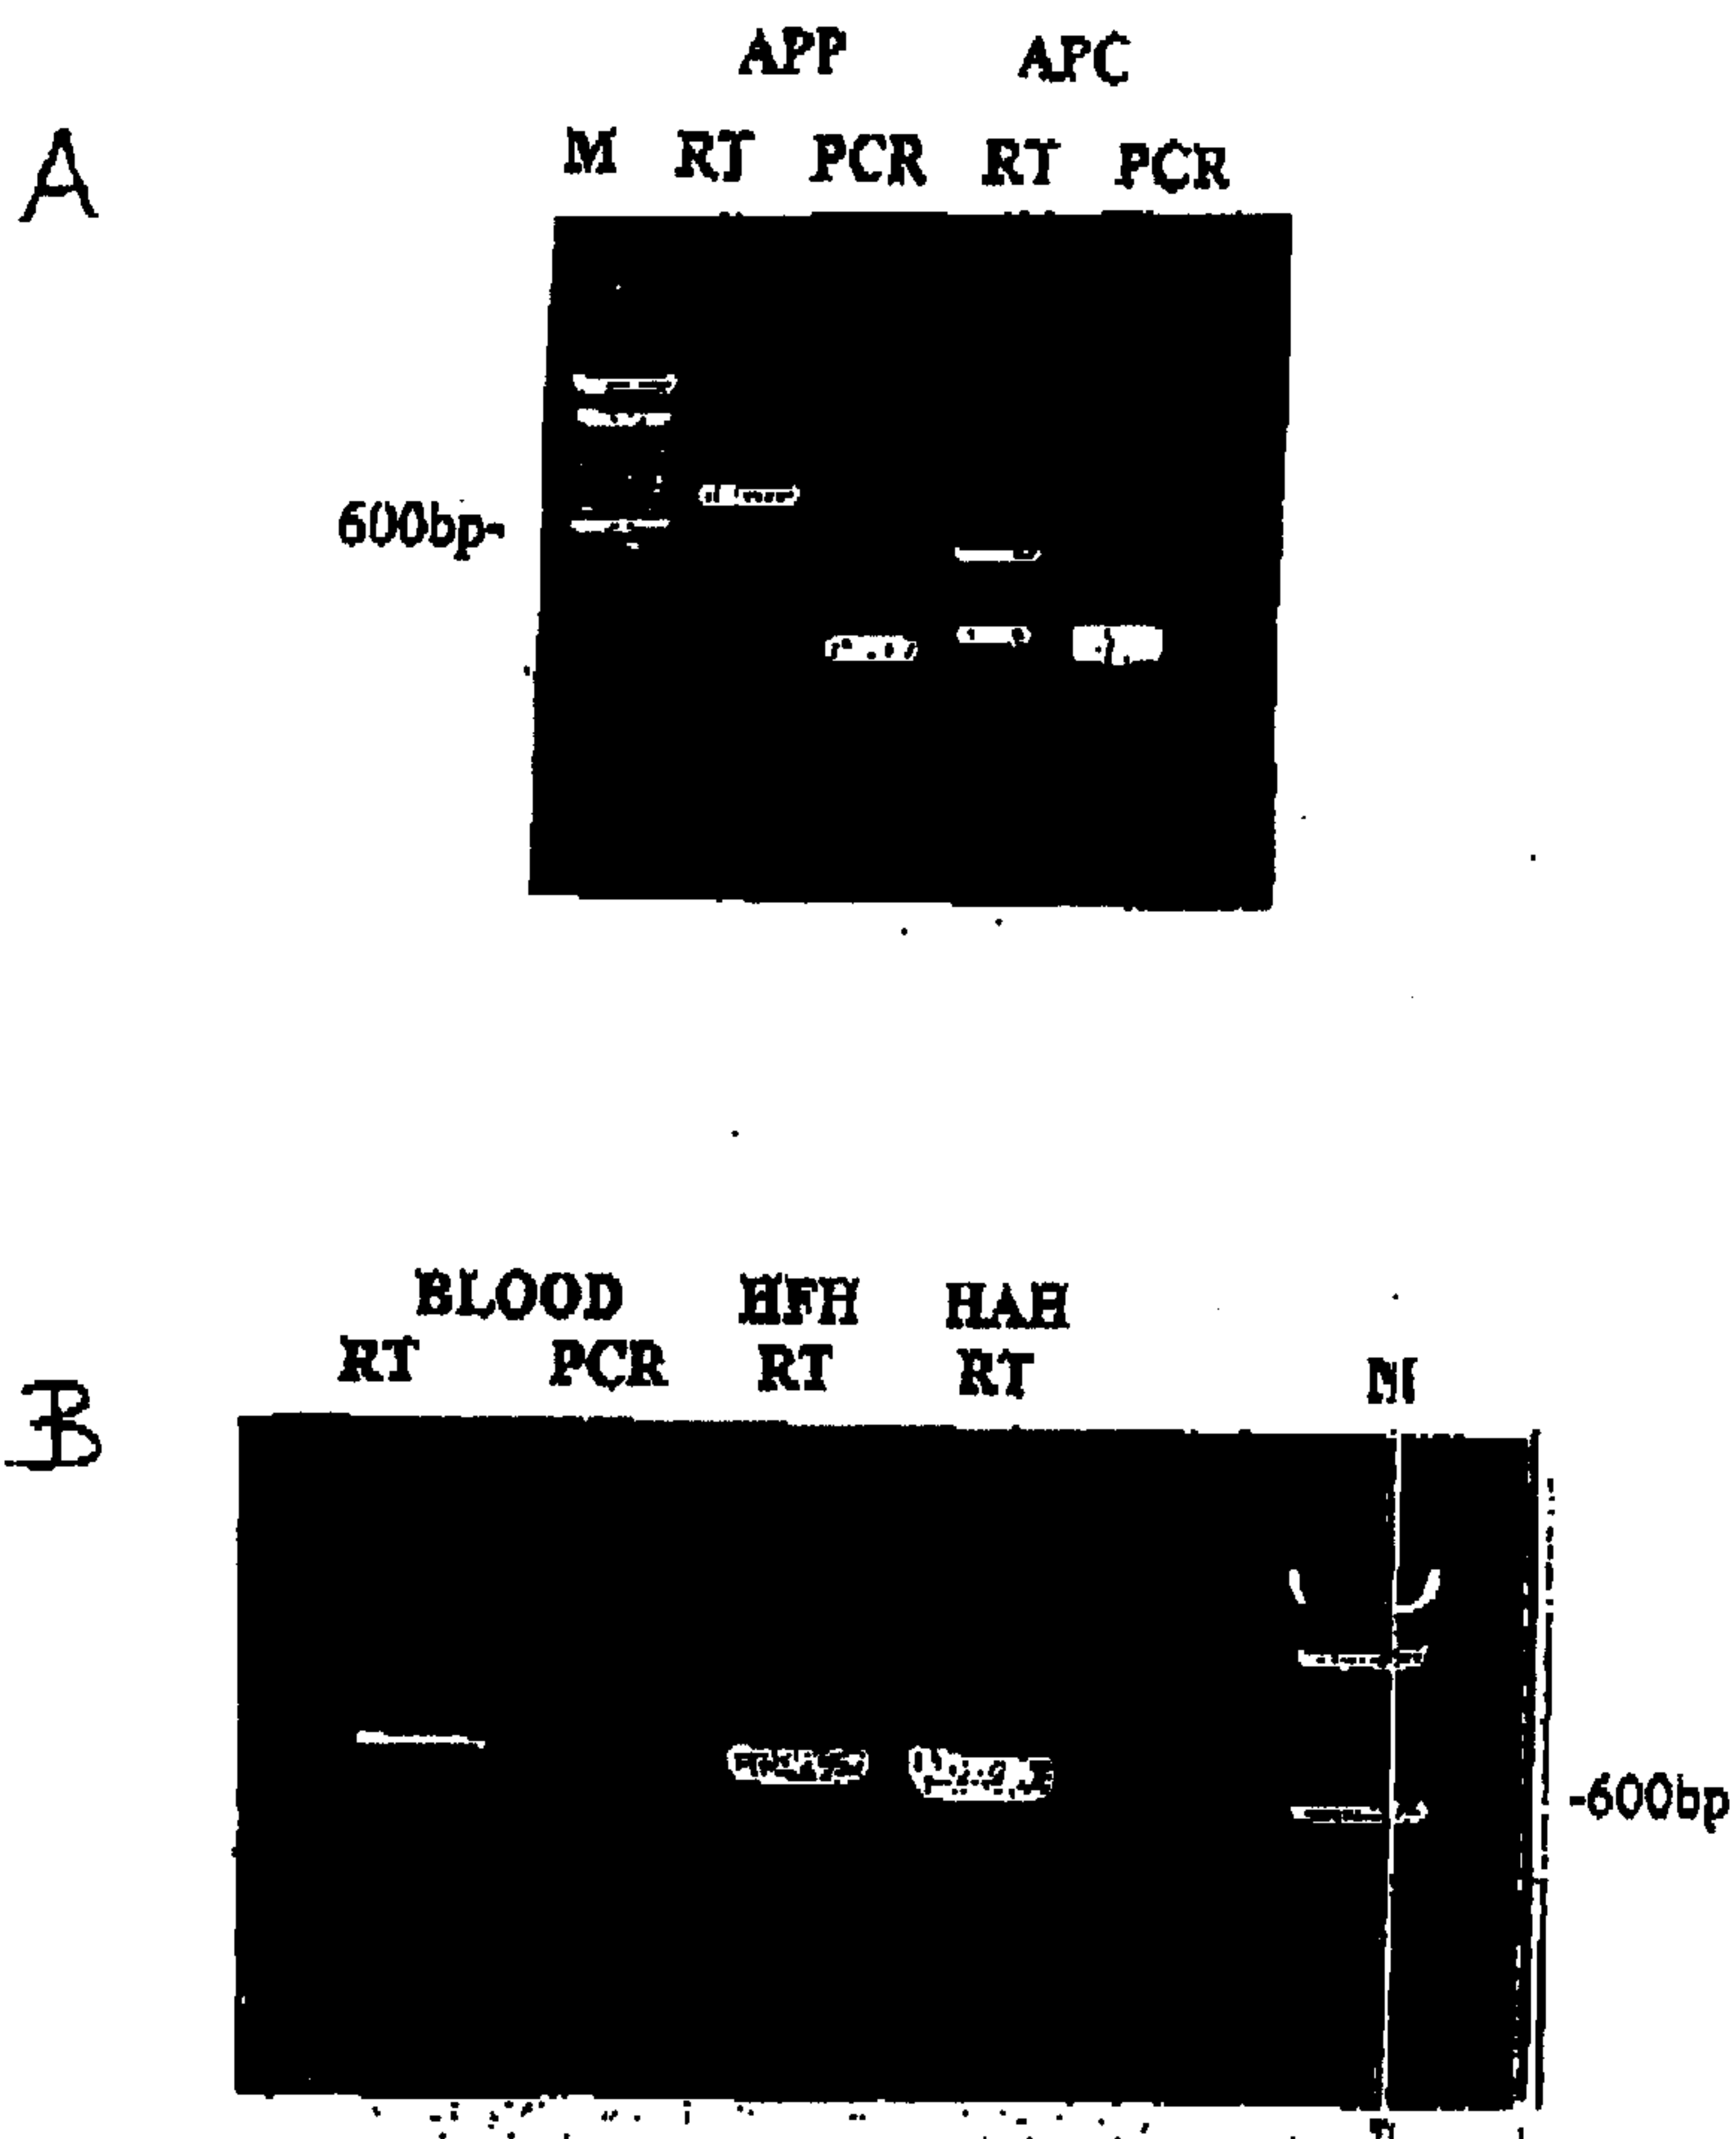 APP APC
A
M RT PCR RT PCR
600bp-
BLOOD HFH HAH
RT PCR RT RT M
B
-600bp